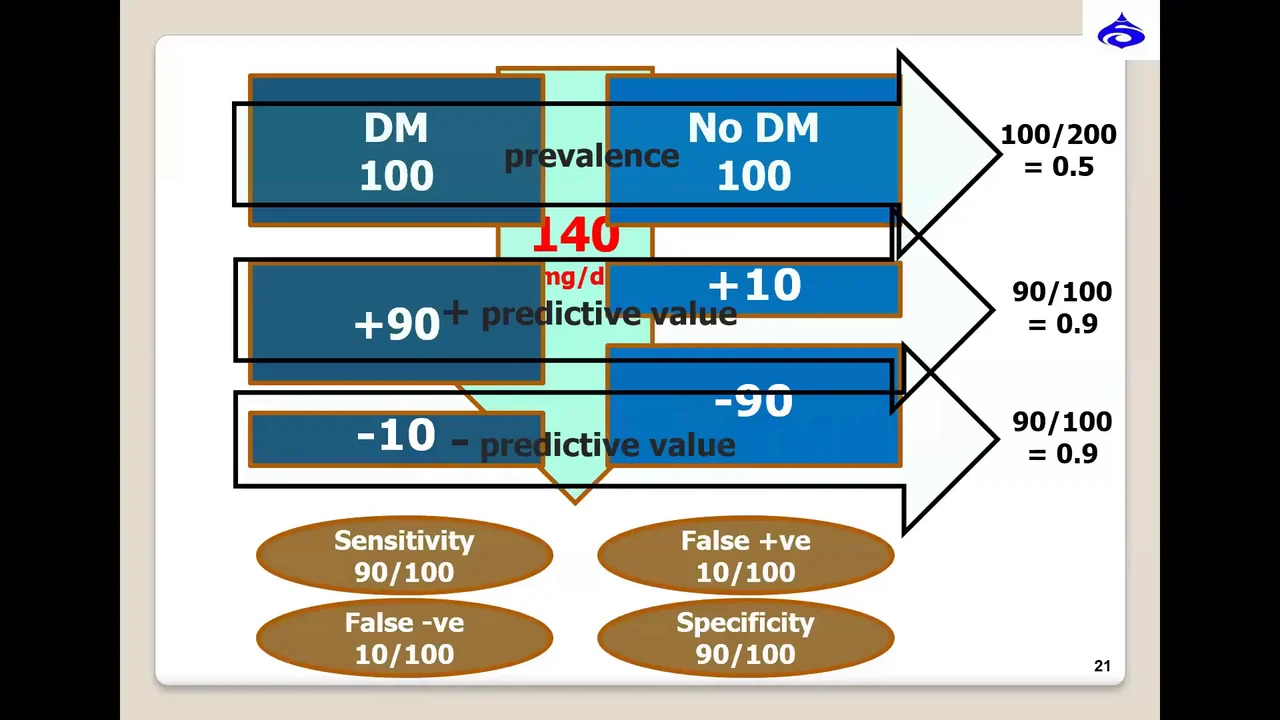 DM
100
No DM
100
prevalence
100/200
= 0.5
140
mg/d
+90
+10
+ predictive value
90/100
= 0.9
-10
-90
- predictive value
90/100
= 0.9
Sensitivity
90/100
False +ve
10/100
False -ve
10/100
Specificity
90/100
21